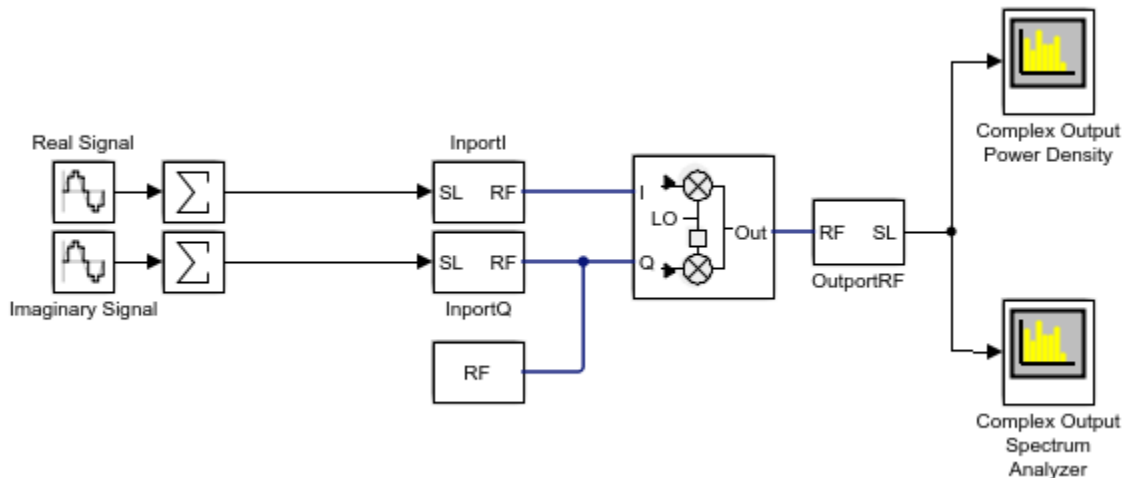 Complex Output
Power Density
Real Signal
InportI
Σ
SL RF
I
LO
Out
RF SL
Σ
SL RF
Q
Imaginary Signal
InportQ
OutportRF
RF
Complex Output
Spectrum
Analyzer